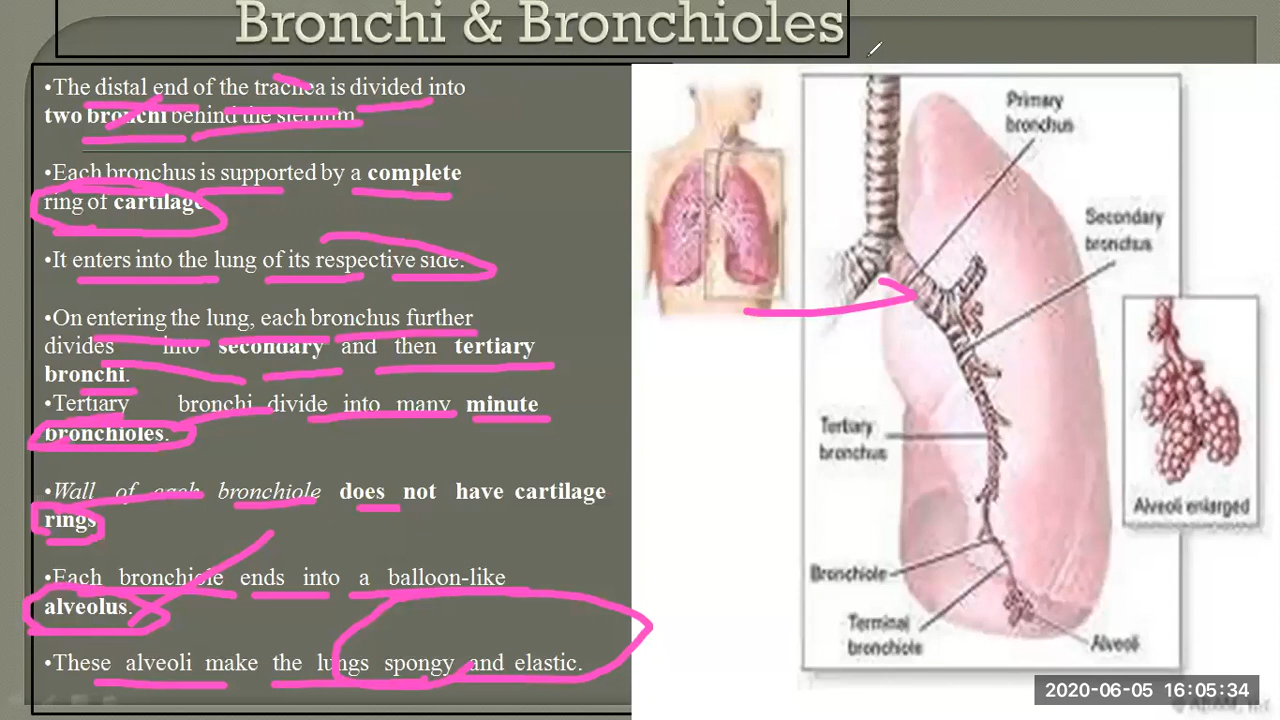 Bronchi & Bronchioles
•The distal end of the trachea is divided into
two bronchi behind the sternum.
•Each bronchus is supported by a complete
ring of cartilage
•It enters into the lung of its respective side.
•On entering the lung, each bronchus further
divides into secondary and then tertiary
bronchi.
•Tertiary bronchi divide into many minute
bronchioles.
•Wall of each bronchiole does not have cartilage
rings
•Each bronchiole ends into a balloon-like
alveolus.
•These alveoli make the lungs spongy and elastic.
Primary
bronchus
Secondary
bronchus
Tertiary
bronchus
Alveoli enlarged
Bronchiole
Terminal
bronchiole
Alveoli
2020-06-05 16:05:34